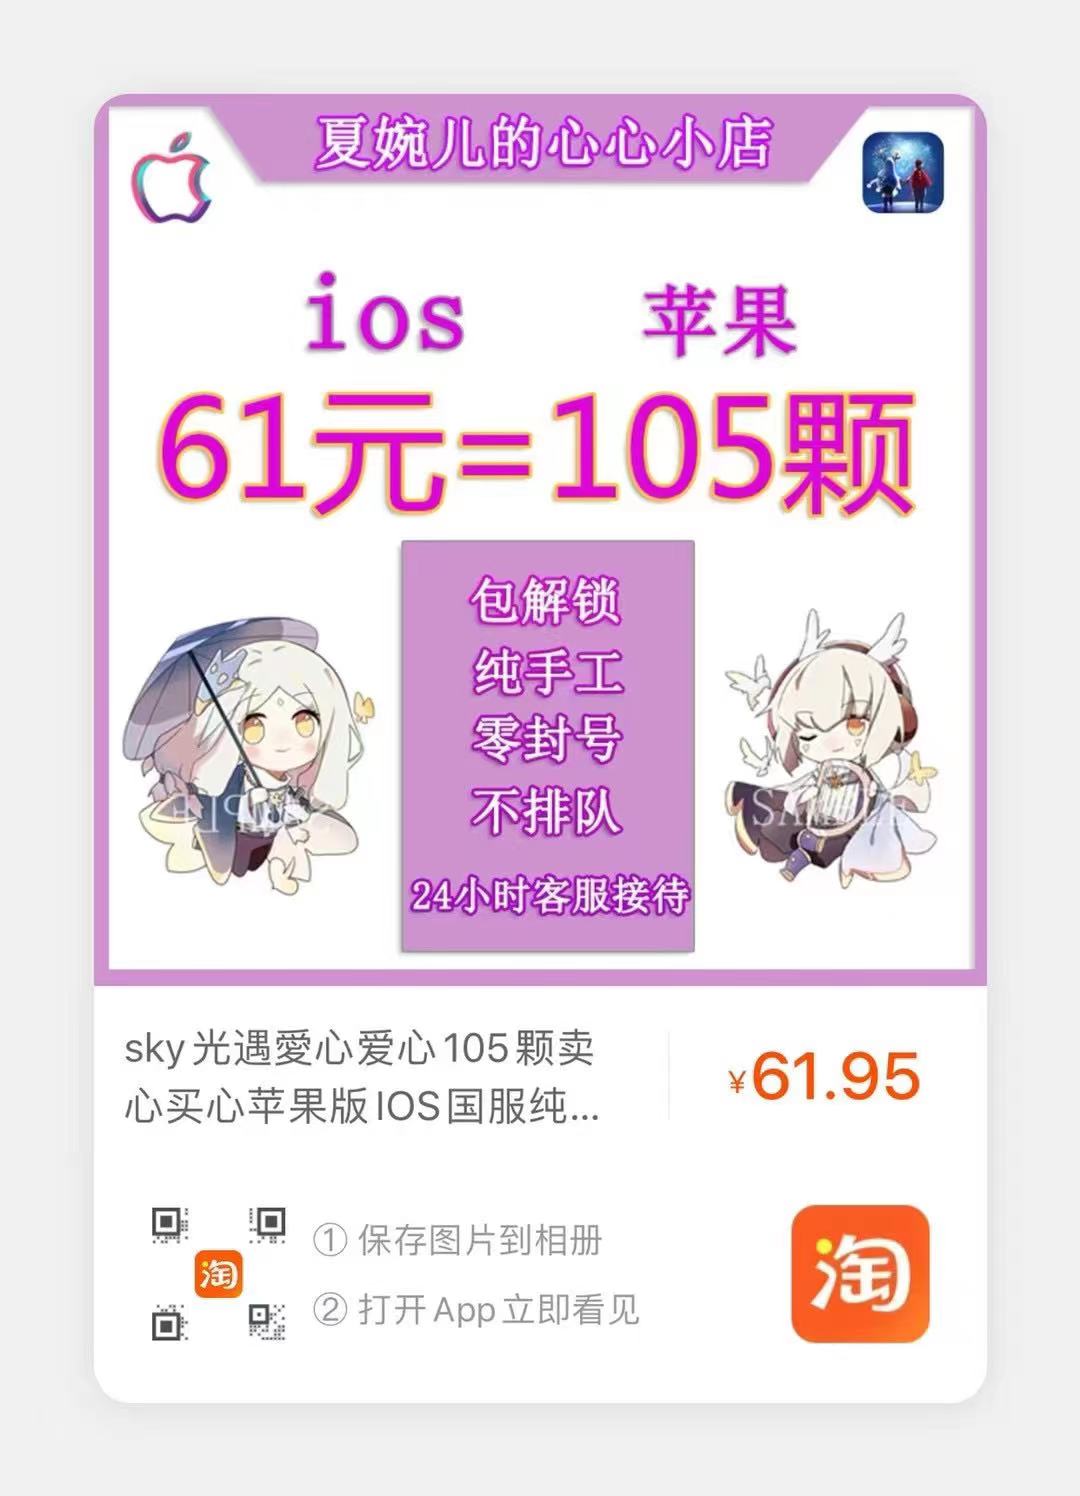 夏婉儿的心心小店
ios 苹果
61元=105颗
包解锁
纯手工
零封号
不排队
24小时客服接待
SAMPLE
SAMPLE
sky光遇愛心爱心105颗卖
心买心苹果版IOS国服纯...
¥61.95
淘
① 保存图片到相册
② 打开App立即看见
淘